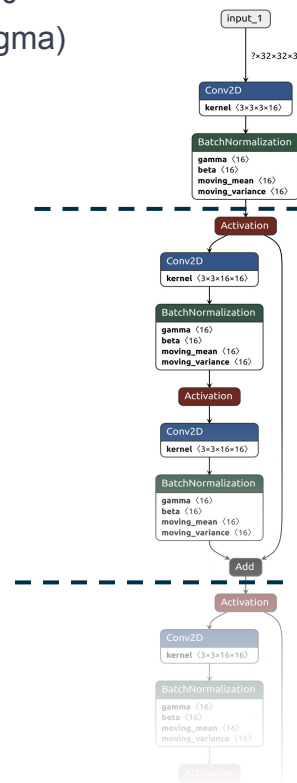 gma)
input_1
?×32×32×3
Conv2D
kernel ⟨3×3×3×16⟩
BatchNormalization
gamma ⟨16⟩
beta ⟨16⟩
moving_mean ⟨16⟩
moving_variance ⟨16⟩
Activation
Conv2D
kernel ⟨3×3×16×16⟩
BatchNormalization
gamma ⟨16⟩
beta ⟨16⟩
moving_mean ⟨16⟩
moving_variance ⟨16⟩
Activation
Conv2D
kernel ⟨3×3×16×16⟩
BatchNormalization
gamma ⟨16⟩
beta ⟨16⟩
moving_mean ⟨16⟩
moving_variance ⟨16⟩
Add
Activation
Conv2D
kernel ⟨3×3×16×16⟩
BatchNormalization
gamma ⟨16⟩
beta ⟨16⟩
moving_mean ⟨16⟩
moving_variance ⟨16⟩
Activation